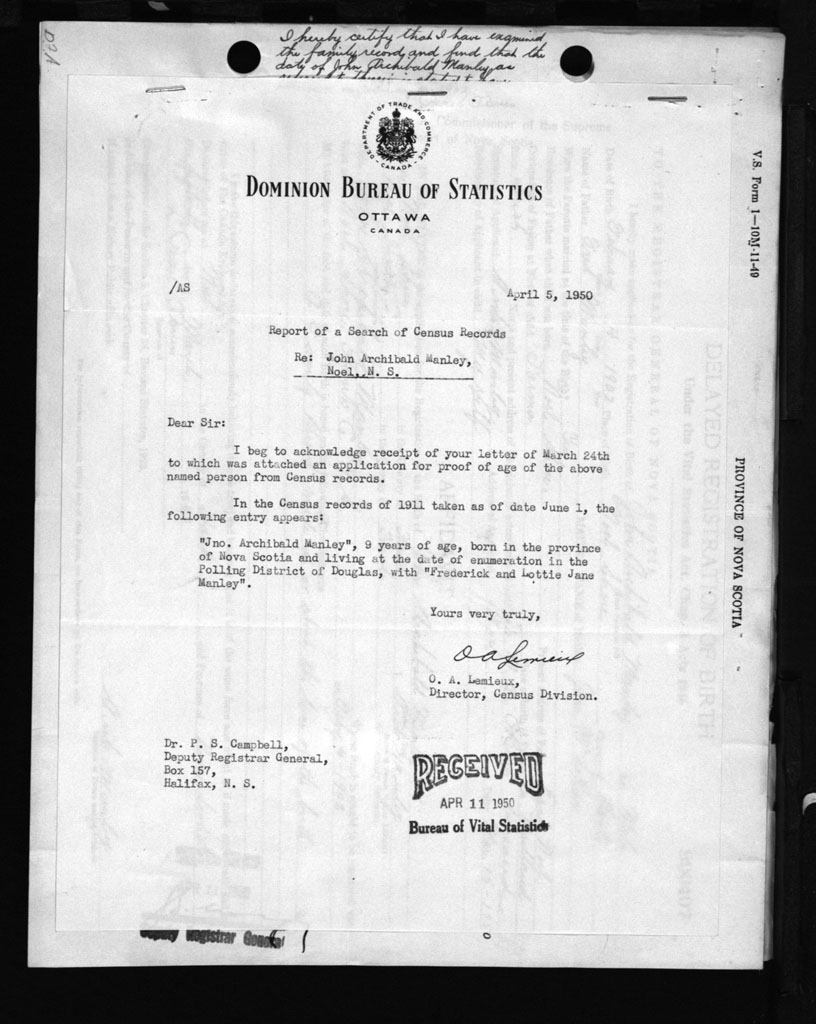 I hereby certify that I have examined
the family record, and find that the
date of John Archibald Manley as
DEPARTMENT OF TRADE AND COMMERCE
CANADA
DOMINION BUREAU OF STATISTICS
OTTAWA
CANADA
/AS
April 5, 1950
Report of a Search of Census Records
Re: John Archibald Manley,
Noel, N. S.
Dear Sir:
I beg to acknowledge receipt of your letter of March 24th
to which was attached an application for proof of age of the above
named person from Census records.
In the Census records of 1911 taken as of date June 1, the
following entry appears:
"Jno. Archibald Manley", 9 years of age, born in the province
of Nova Scotia and living at the date of enumeration in the
Polling District of Douglas, with "Frederick and Lottie Jane
Manley".
Yours very truly,
O A Lemieux
O. A. Lemieux,
Director, Census Division.
Dr. P. S. Campbell,
Deputy Registrar General,
Box 157,
Halifax, N. S.
RECEIVED
APR 11 1950
Bureau of Vital Statistics
Deputy Registrar General
V.S. Form 1—10M-11-49
PROVINCE OF NOVA SCOTIA
DELAYED REGISTRATION OF BIRTH